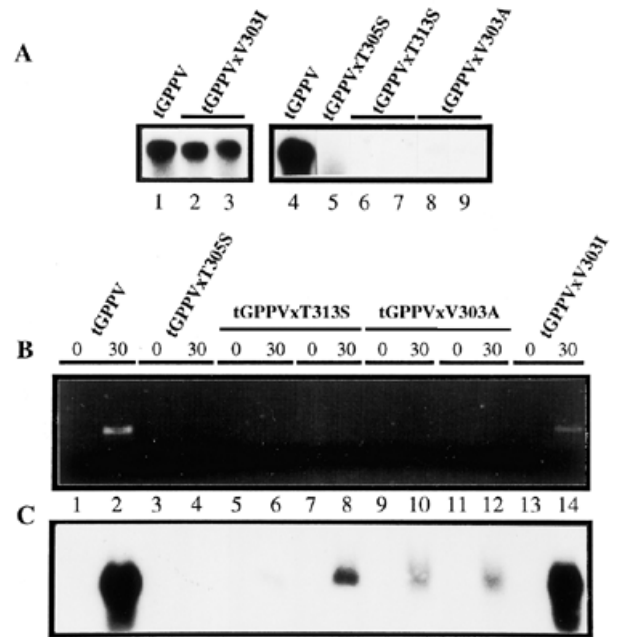 A
tGPPV tGPPVxV303I tGPPV tGPPVxT305S tGPPVxT313S tGPPVxV303A
1 2 3 4 5 6 7 8 9
tGPPV tGPPVxT305S tGPPVxT313S tGPPVxV303A tGPPVxV303I
B 0 30 0 30 0 30 0 30 0 30 0 30 0 30
1 2 3 4 5 6 7 8 9 10 11 12 13 14
C